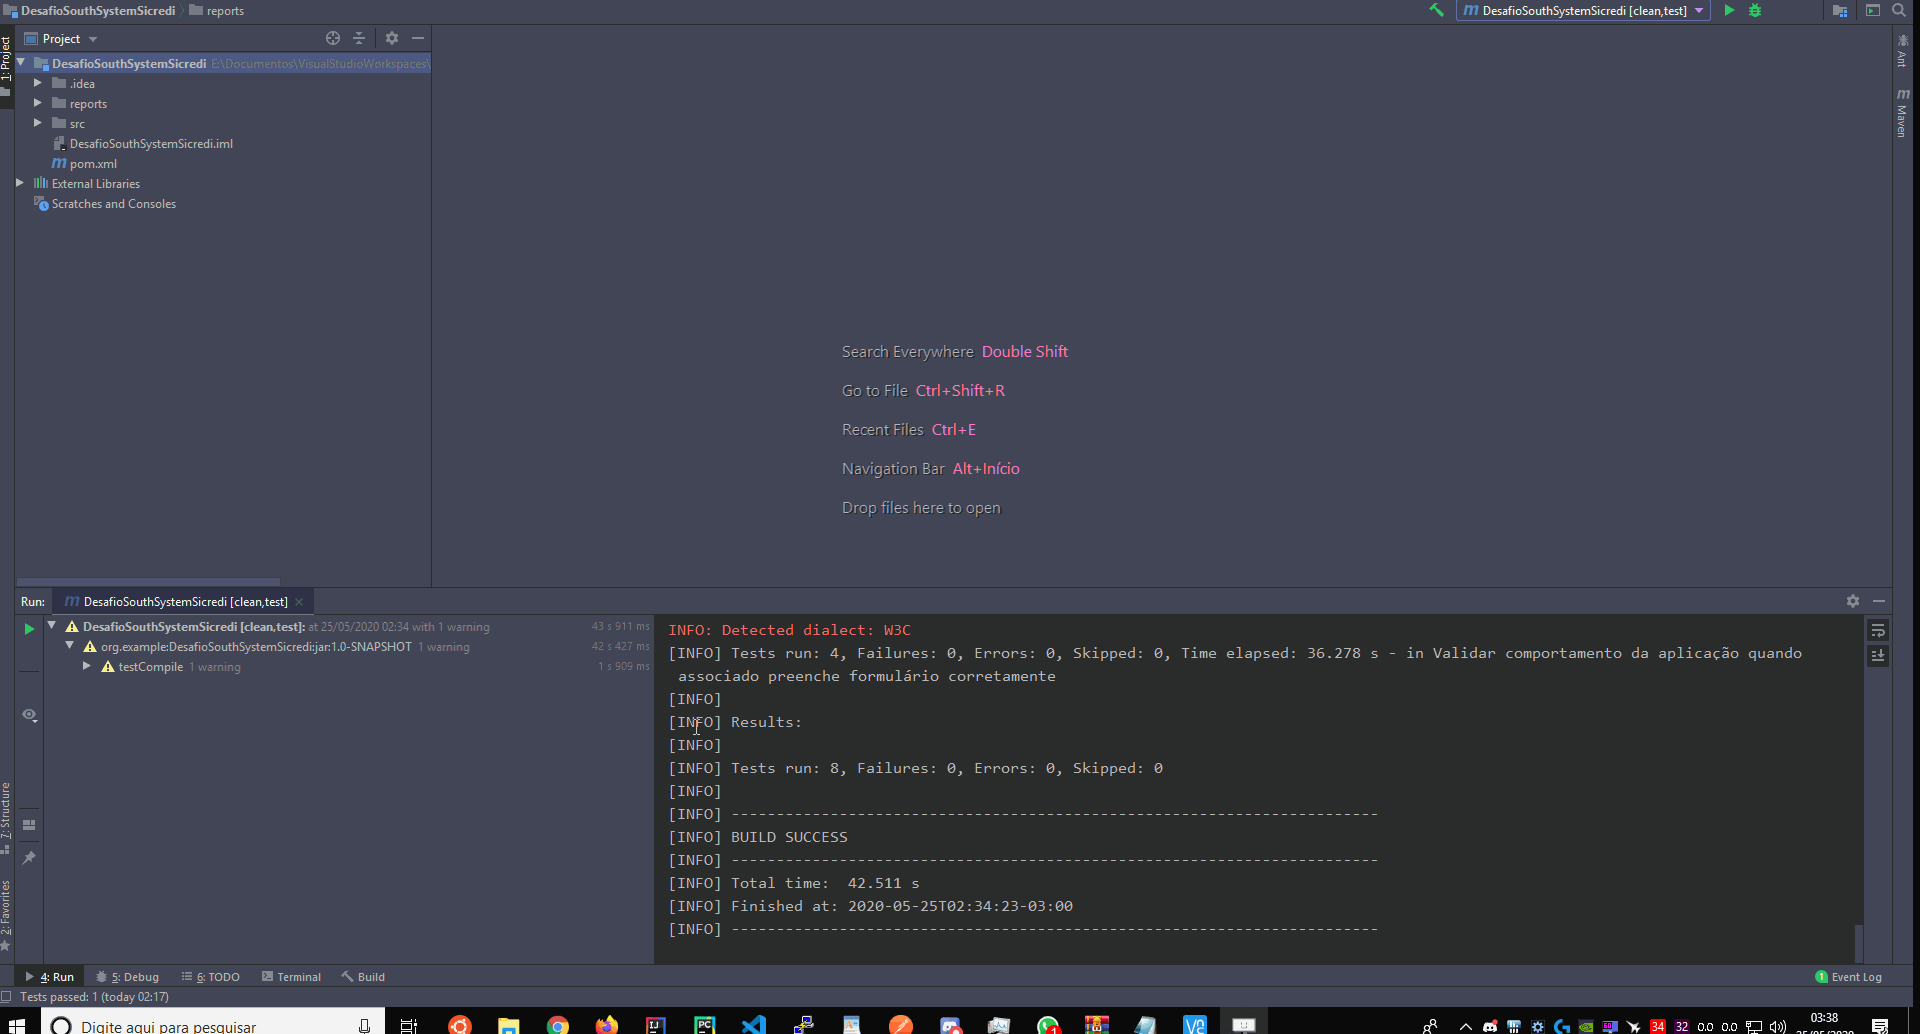 DesafioSouthSystemSicredi reports
DesafioSouthSystemSicredi [clean,test]
1: Project
Project
DesafioSouthSystemSicredi E:\Documentos\VisualStudioWorkspaces\
.idea
reports
src
DesafioSouthSystemSicredi.iml
pom.xml
External Libraries
Scratches and Consoles
Ant
Maven
Search Everywhere Double Shift
Go to File Ctrl+Shift+R
Recent Files Ctrl+E
Navigation Bar Alt+Início
Drop files here to open
Run: DesafioSouthSystemSicredi [clean,test]
DesafioSouthSystemSicredi [clean,test]: at 25/05/2020 02:34 with 1 warning 43 s 911 ms
org.example:DesafioSouthSystemSicredi:jar:1.0-SNAPSHOT 1 warning 42 s 427 ms
testCompile 1 warning 1 s 909 ms
INFO: Detected dialect: W3C
[INFO] Tests run: 4, Failures: 0, Errors: 0, Skipped: 0, Time elapsed: 36.278 s - in Validar comportamento da aplicação quando
associado preenche formulário corretamente
[INFO]
[INFO] Results:
[INFO]
[INFO] Tests run: 8, Failures: 0, Errors: 0, Skipped: 0
[INFO]
[INFO] ------------------------------------------------------------------------
[INFO] BUILD SUCCESS
[INFO] ------------------------------------------------------------------------
[INFO] Total time:  42.511 s
[INFO] Finished at: 2020-05-25T02:34:23-03:00
[INFO] ------------------------------------------------------------------------
7: Structure
2: Favorites
4: Run 5: Debug 6: TODO Terminal Build 1 Event Log
Tests passed: 1 (today 02:17)
Digite aqui para pesquisar
IJ PC 34 32 0.0 0.0 03:38